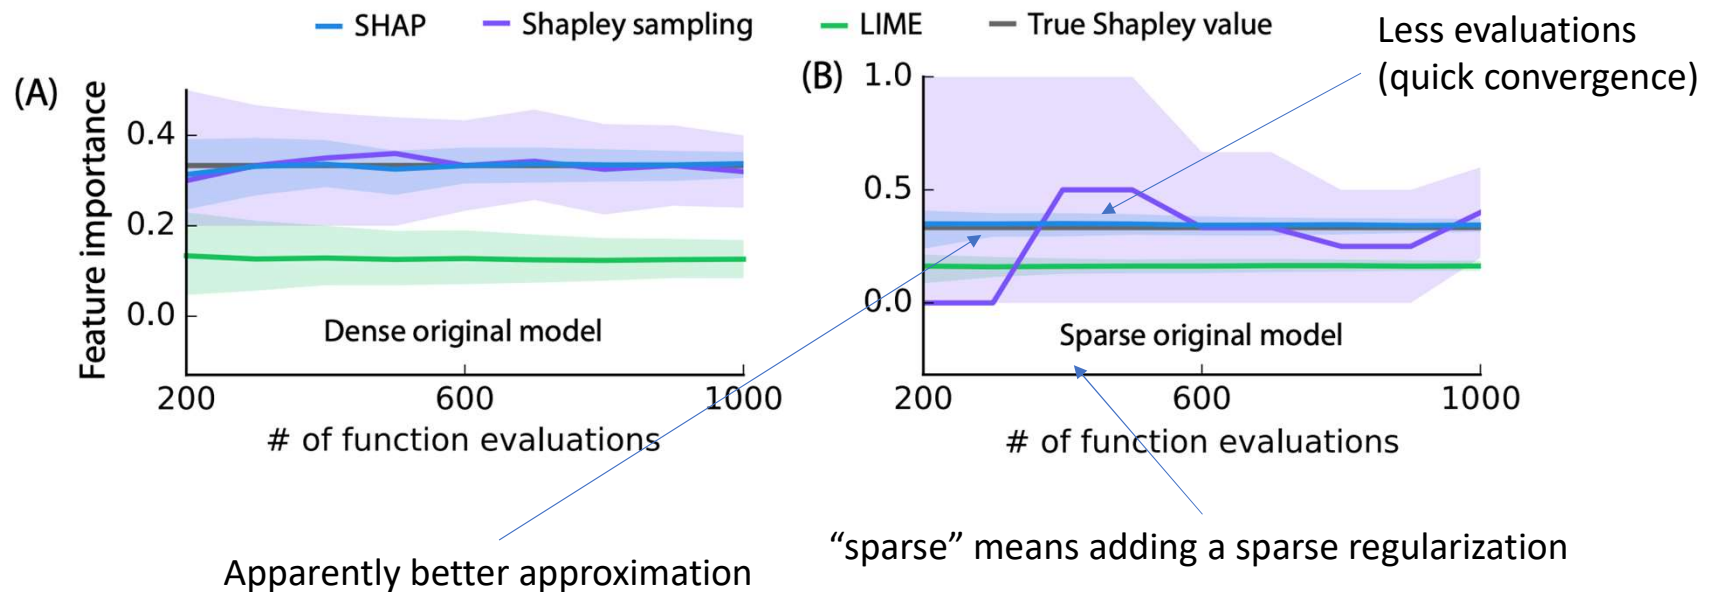 SHAP Shapley sampling LIME True Shapley value
Less evaluations
(quick convergence)
(A)
Feature importance
0.4
0.2
0.0
Dense original model
200 600 1000
# of function evaluations
(B)
1.0
0.5
0.0
Sparse original model
200 600 1000
# of function evaluations
Apparently better approximation
“sparse” means adding a sparse regularization